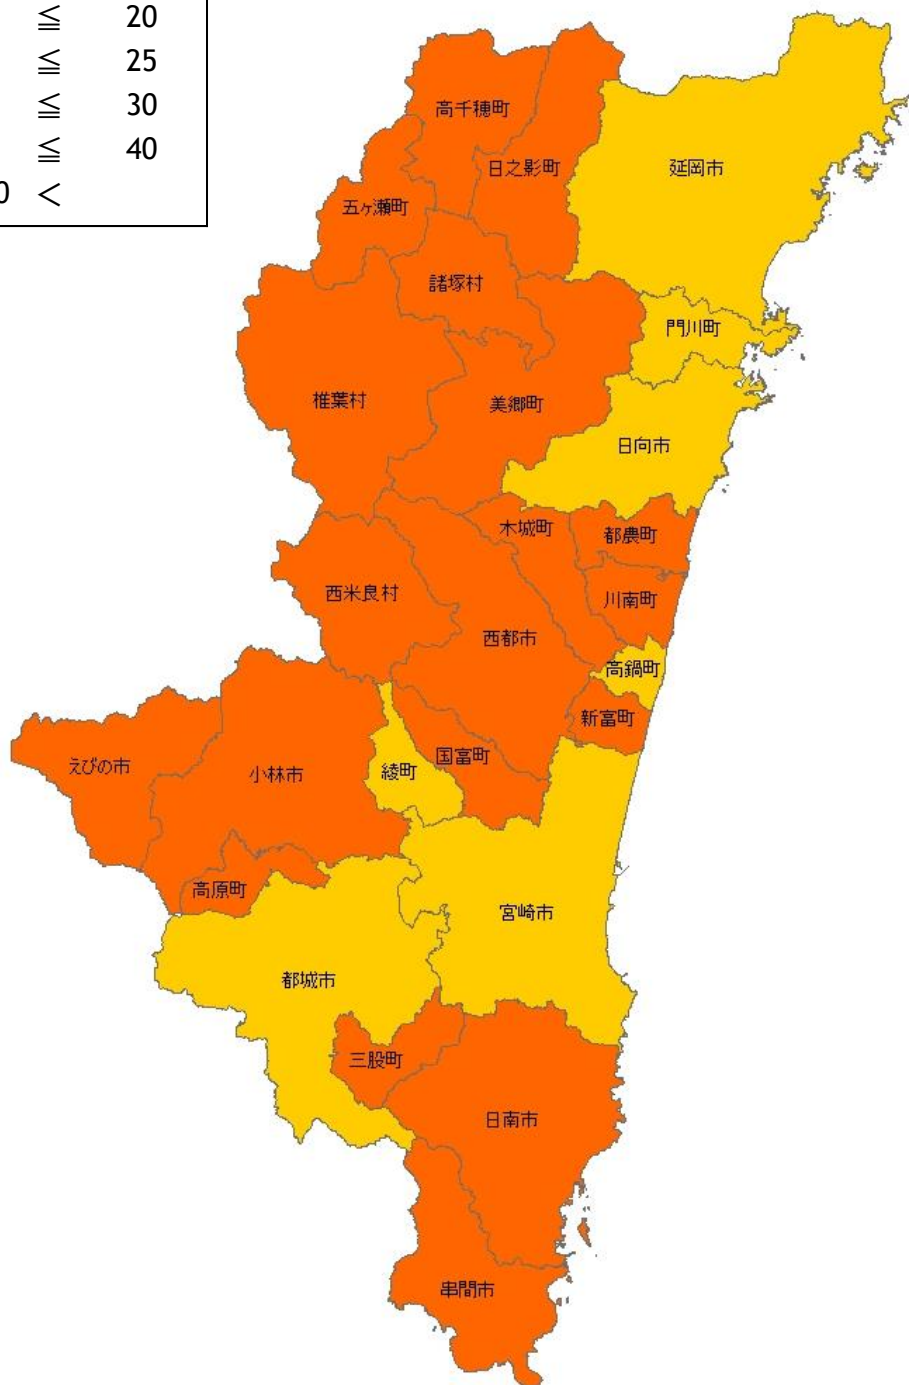 ≦ 20
≦ 25
≦ 30
≦ 40
0 <
高千穂町
日之影町
延岡市
五ヶ瀬町
諸塚村
門川町
椎葉村
美郷町
日向市
木城町
都農町
西米良村
川南町
西都市
高鍋町
新富町
国富町
えびの市
小林市
綾町
高原町
宮崎市
都城市
三股町
日南市
串間市